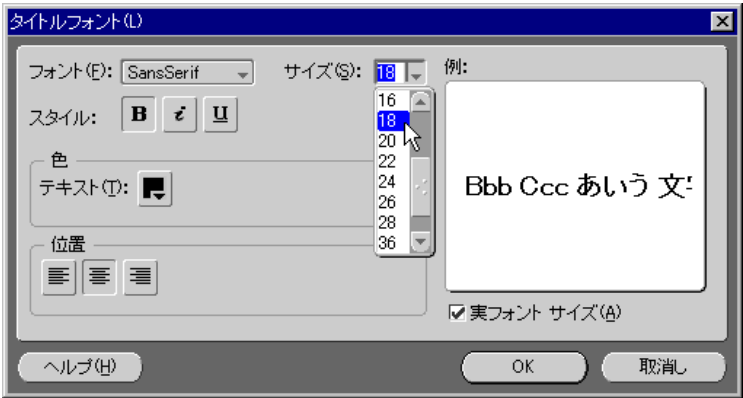 タイトルフォント(L)
フォント(F): SansSerif サイズ(S): 18 例:
スタイル: B i U
16
18
20
22
24
26
28
36
色
テキスト(T):
位置
Bbb Ccc あいう 文
実フォント サイズ(A)
ヘルプ(H) OK 取消し